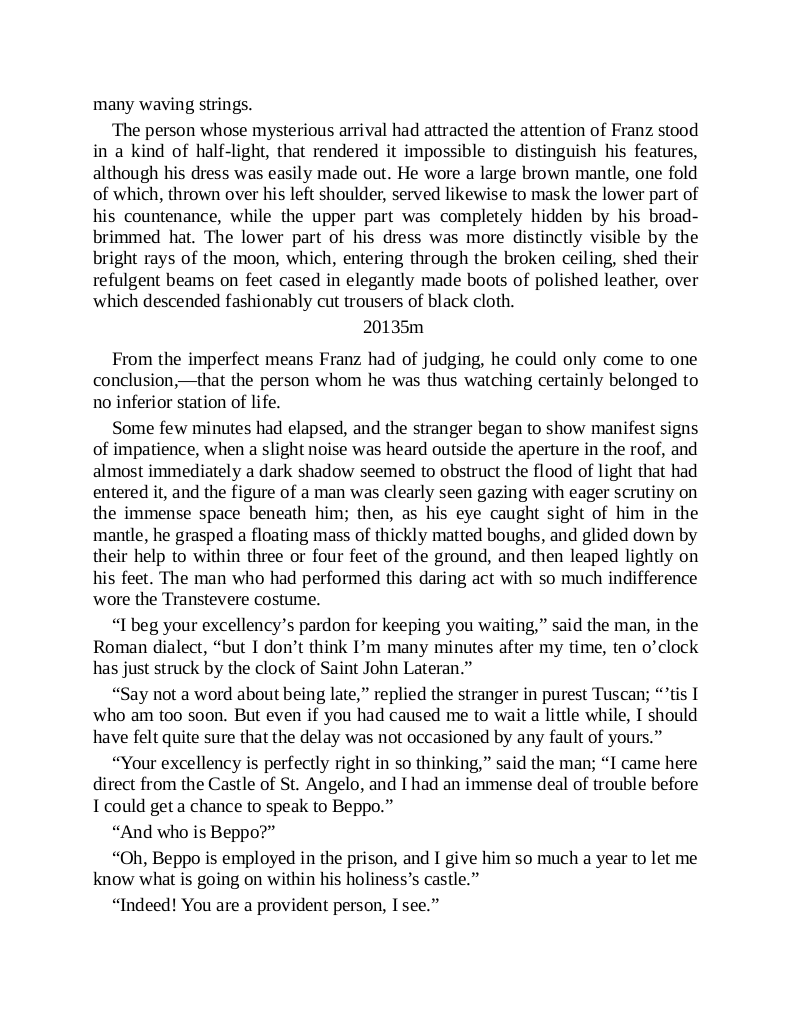 many waving strings.
The person whose mysterious arrival had attracted the attention of Franz stood
in a kind of half-light, that rendered it impossible to distinguish his features,
although his dress was easily made out. He wore a large brown mantle, one fold
of which, thrown over his left shoulder, served likewise to mask the lower part of
his countenance, while the upper part was completely hidden by his broad-
brimmed hat. The lower part of his dress was more distinctly visible by the
bright rays of the moon, which, entering through the broken ceiling, shed their
refulgent beams on feet cased in elegantly made boots of polished leather, over
which descended fashionably cut trousers of black cloth.
20135m
From the imperfect means Franz had of judging, he could only come to one
conclusion,—that the person whom he was thus watching certainly belonged to
no inferior station of life.
Some few minutes had elapsed, and the stranger began to show manifest signs
of impatience, when a slight noise was heard outside the aperture in the roof, and
almost immediately a dark shadow seemed to obstruct the flood of light that had
entered it, and the figure of a man was clearly seen gazing with eager scrutiny on
the immense space beneath him; then, as his eye caught sight of him in the
mantle, he grasped a floating mass of thickly matted boughs, and glided down by
their help to within three or four feet of the ground, and then leaped lightly on
his feet. The man who had performed this daring act with so much indifference
wore the Transtevere costume.
“I beg your excellency’s pardon for keeping you waiting,” said the man, in the
Roman dialect, “but I don’t think I’m many minutes after my time, ten o’clock
has just struck by the clock of Saint John Lateran.”
“Say not a word about being late,” replied the stranger in purest Tuscan; “’tis I
who am too soon. But even if you had caused me to wait a little while, I should
have felt quite sure that the delay was not occasioned by any fault of yours.”
“Your excellency is perfectly right in so thinking,” said the man; “I came here
direct from the Castle of St. Angelo, and I had an immense deal of trouble before
I could get a chance to speak to Beppo.”
“And who is Beppo?”
“Oh, Beppo is employed in the prison, and I give him so much a year to let me
know what is going on within his holiness’s castle.”
“Indeed! You are a provident person, I see.”